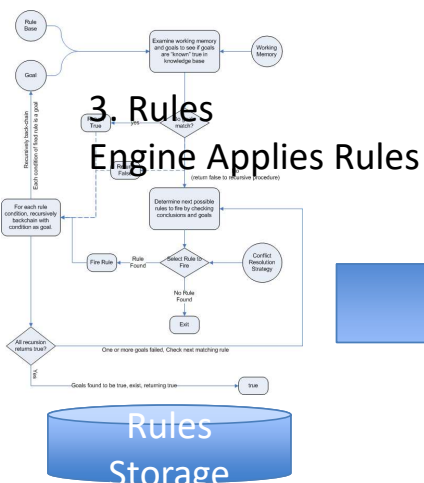 Rule
Base
Examine working memory
and goals to see if goals
are "known" true in
knowledge base
Working
Memory
Goal
Recursively back-chain
Each condition of fixed rule is a goal
3. Rules
Engine Applies Rules
True
yes
match?
False
(return false to recursive procedure)
For each rule
condition, recursively
backchain with
condition as goal.
Determine next possible
rules to fire by checking
conclusions and goals
Fire Rule
Rule
Found
Select Rule to
Fire
Conflict
Resolution
Strategy
No Rule
Found
Exit
All recursion
returns true?
One or more goals failed, Check next matching rule
Yes
Goals found to be true, exist, returning true
true
Rules
Storage